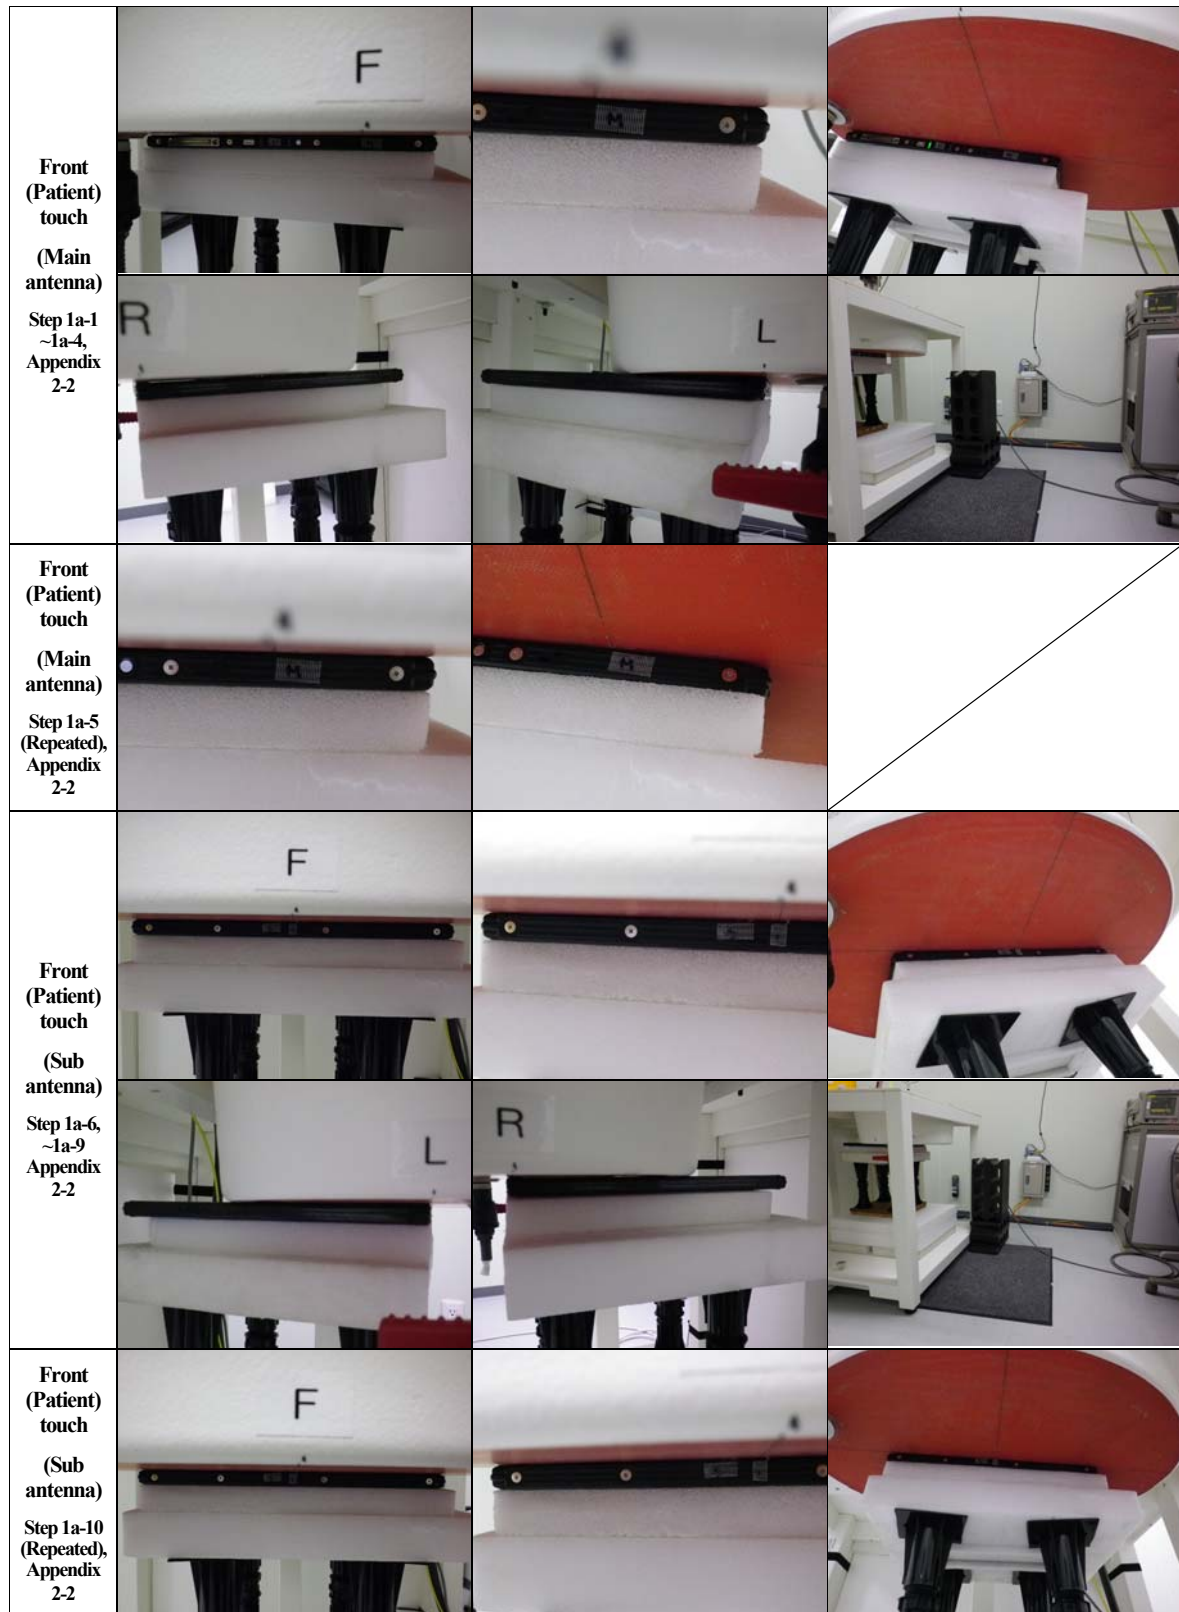 Front
(Patient)
touch
(Main
antenna)
Step 1a-1
~1a-4,
Appendix
2-2
F
M
R
L
Front
(Patient)
touch
(Main
antenna)
Step 1a-5
(Repeated),
Appendix
2-2
M
M
Front
(Patient)
touch
(Sub
antenna)
Step 1a-6,
~1a-9
Appendix
2-2
F
L
R
Front
(Patient)
touch
(Sub
antenna)
Step 1a-10
(Repeated),
Appendix
2-2
F